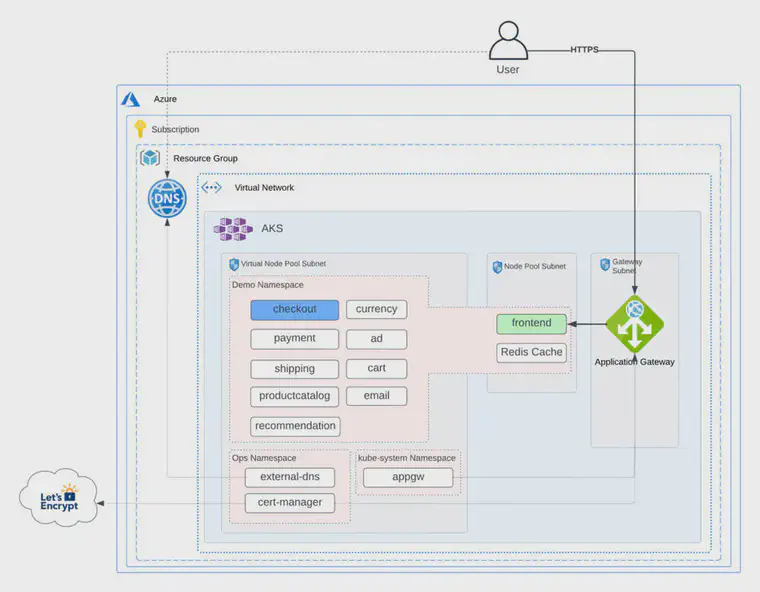 HTTPS
User
Azure
Subscription
Resource Group
DNS
Virtual Network
AKS
Virtual Node Pool Subnet
Node Pool Subnet
Gateway
Subnet
Demo Namespace
checkout
currency
payment
ad
shipping
cart
productcatalog
email
recommendation
frontend
Redis Cache
Application Gateway
Ops Namespace
external-dns
cert-manager
kube-system Namespace
appgw
Let's
Encrypt